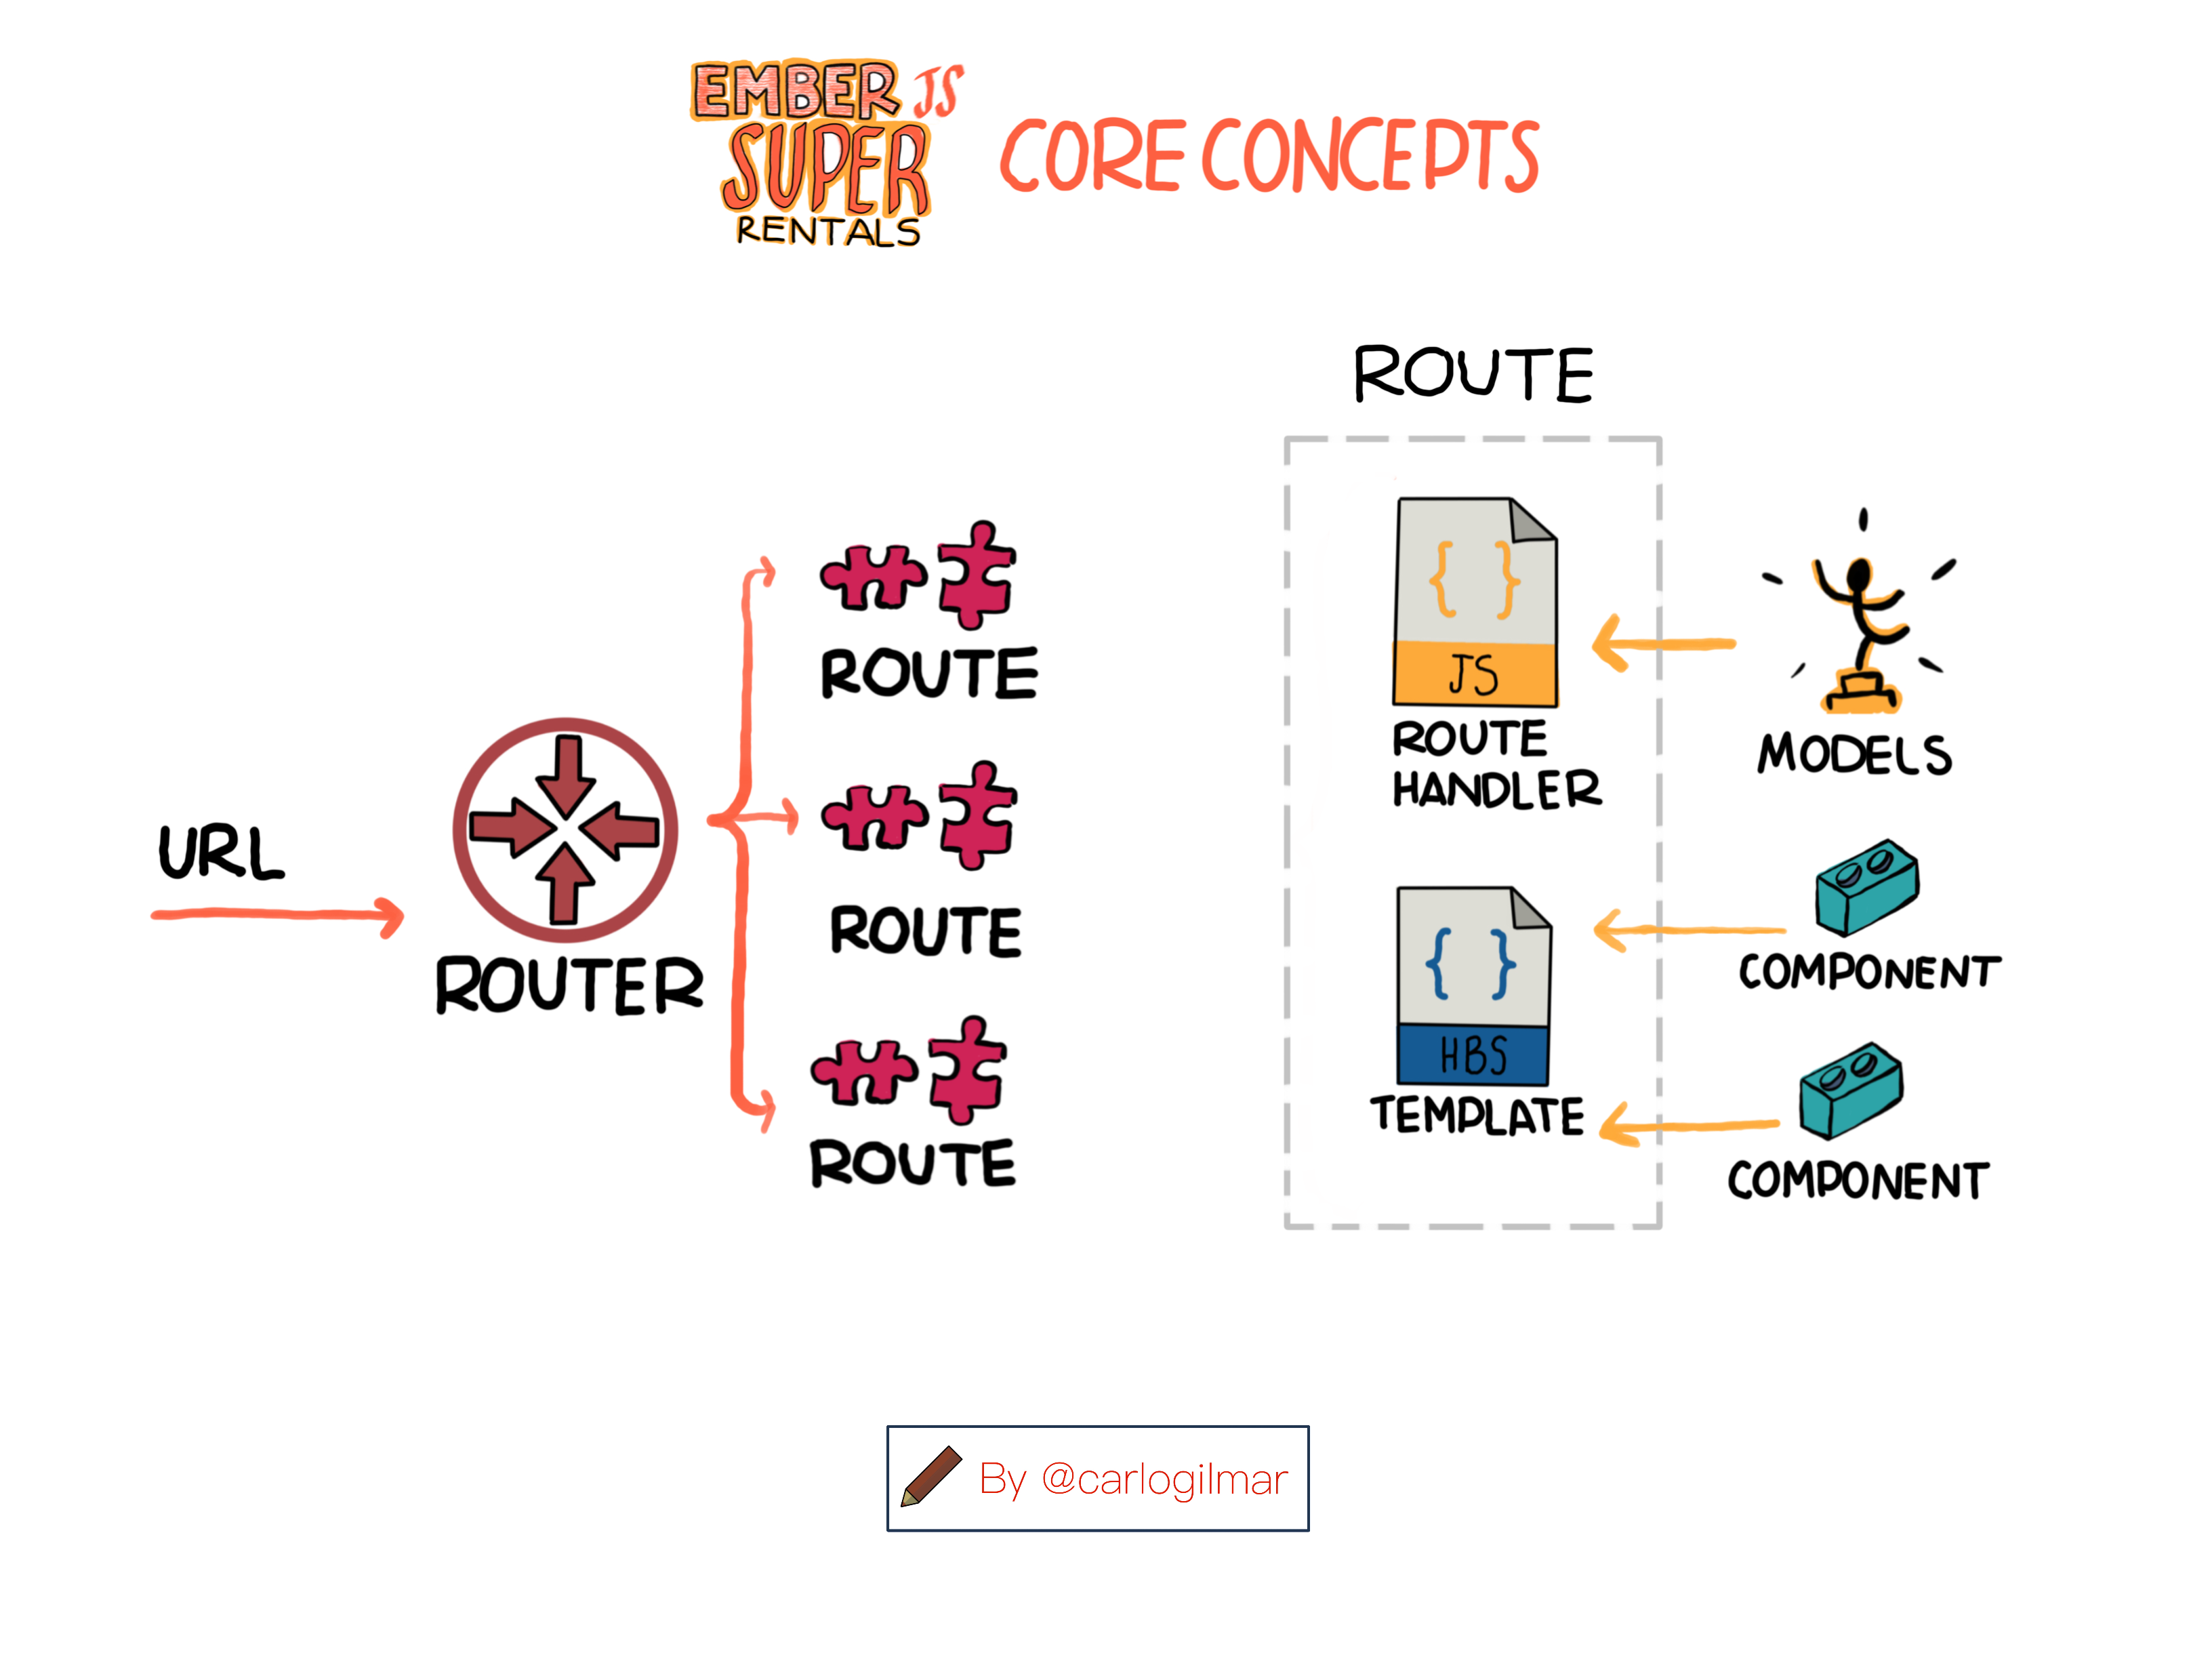 EMBER JS
SUPER
RENTALS
CORE CONCEPTS
URL
ROUTER
ROUTE
ROUTE
ROUTE
ROUTE
{ }
JS
ROUTE
HANDLER
MODELS
{ }
HBS
TEMPLATE
COMPONENT
COMPONENT
By @carlogilmar